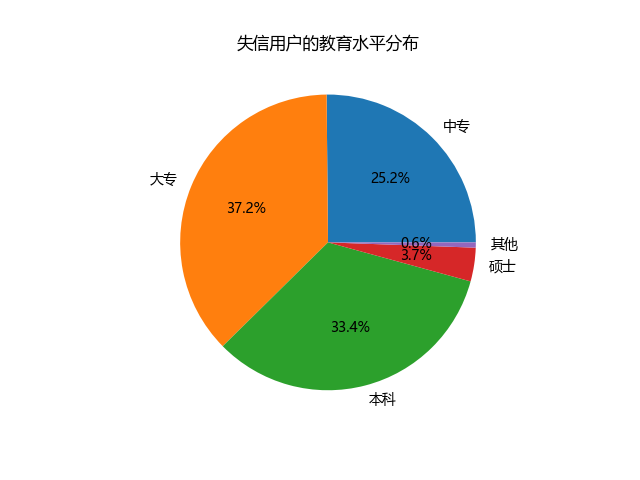 失信用户的教育水平分布
中专
25.2%
大专
37.2%
0.6%
其他
3.7%
硕士
33.4%
本科